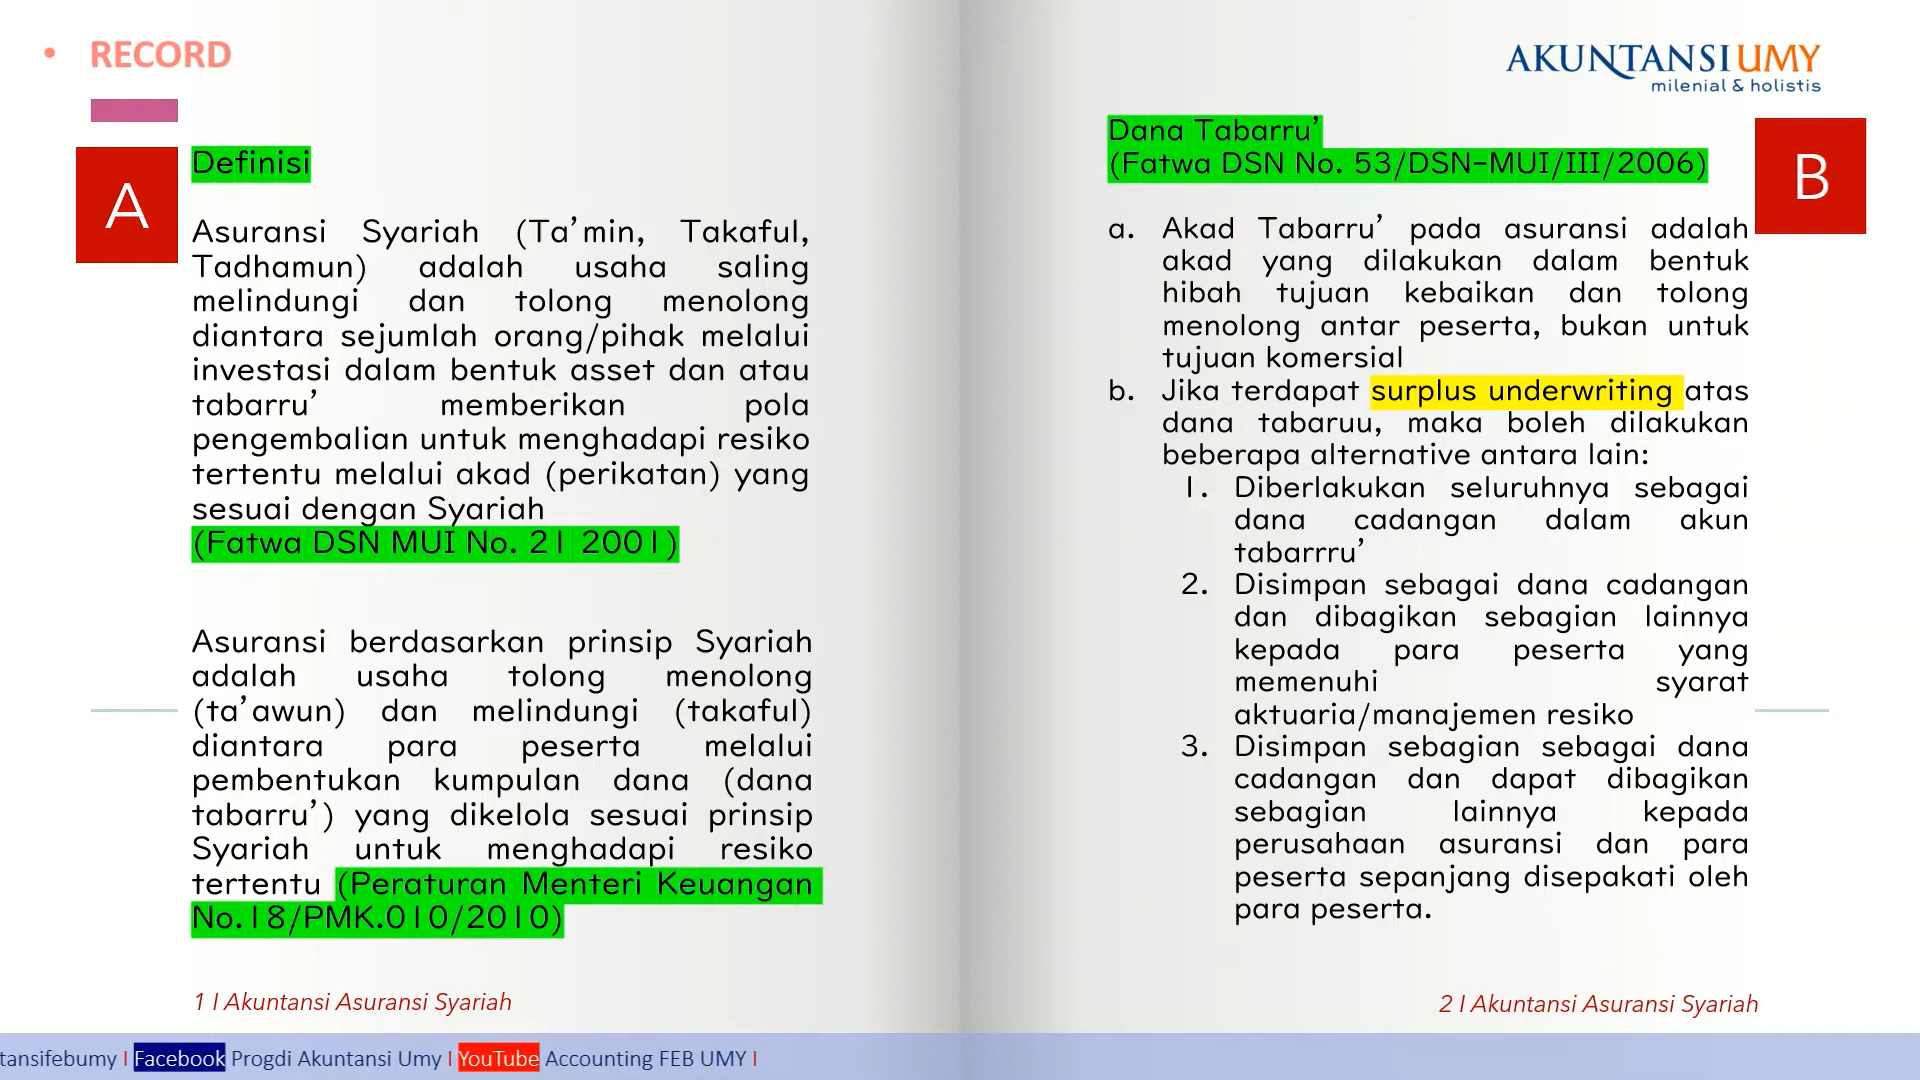 • RECORD
AKUNTANSI UMY
milenial & holistis
A
Definisi
Asuransi Syariah (Ta’min, Takaful,
Tadhamun) adalah usaha saling
melindungi dan tolong menolong
diantara sejumlah orang/pihak melalui
investasi dalam bentuk asset dan atau
tabarru’ memberikan pola
pengembalian untuk menghadapi resiko
tertentu melalui akad (perikatan) yang
sesuai dengan Syariah
(Fatwa DSN MUI No. 21 2001)
Asuransi berdasarkan prinsip Syariah
adalah usaha tolong menolong
(ta’awun) dan melindungi (takaful)
diantara para peserta melalui
pembentukan kumpulan dana (dana
tabarru’) yang dikelola sesuai prinsip
Syariah untuk menghadapi resiko
tertentu (Peraturan Menteri Keuangan
No.18/PMK.010/2010)
1 I Akuntansi Asuransi Syariah
B
Dana Tabarru’
(Fatwa DSN No. 53/DSN-MUI/III/2006)
a. Akad Tabarru’ pada asuransi adalah
akad yang dilakukan dalam bentuk
hibah tujuan kebaikan dan tolong
menolong antar peserta, bukan untuk
tujuan komersial
b. Jika terdapat surplus underwriting atas
dana tabaruu, maka boleh dilakukan
beberapa alternative antara lain:
1. Diberlakukan seluruhnya sebagai
dana cadangan dalam akun
tabarrru’
2. Disimpan sebagai dana cadangan
dan dibagikan sebagian lainnya
kepada para peserta yang
memenuhi syarat
aktuaria/manajemen resiko
3. Disimpan sebagian sebagai dana
cadangan dan dapat dibagikan
sebagian lainnya kepada
perusahaan asuransi dan para
peserta sepanjang disepakati oleh
para peserta.
2 I Akuntansi Asuransi Syariah
tansifebumy I Facebook Progdi Akuntansi Umy I YouTube Accounting FEB UMY I